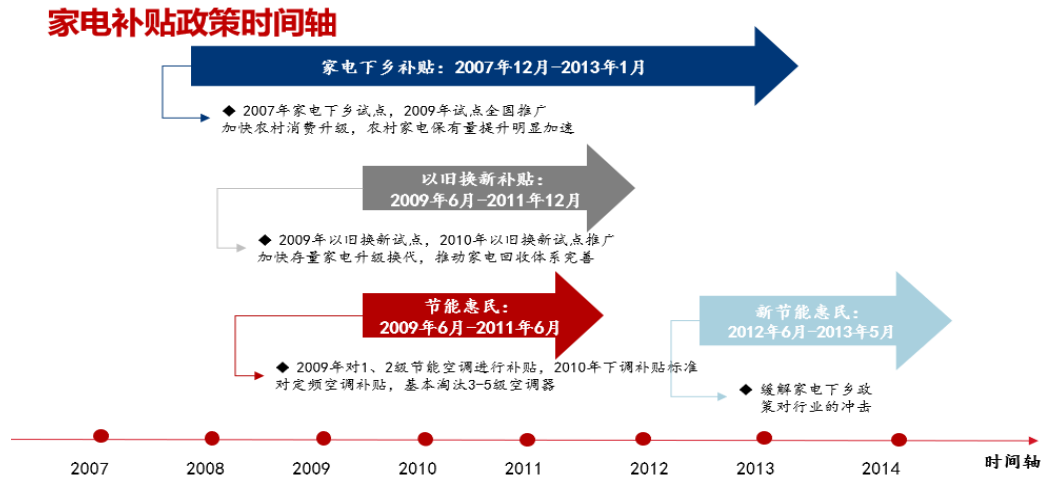 家电补贴政策时间轴
家电下乡补贴：2007年12月-2013年1月
◆ 2007年家电下乡试点，2009年试点全国推广
加快农村消费升级，农村家电保有量提升明显加速
以旧换新补贴：
2009年6月-2011年12月
◆ 2009年以旧换新试点，2010年以旧换新试点推广
加快存量家电升级换代，推动家电回收体系完善
节能惠民：
2009年6月-2011年6月
新节能惠民：
2012年6月-2013年5月
◆ 2009年对1、2级节能空调进行补贴，2010年下调补贴标准
对定频空调补贴，基本淘汰3-5级空调器
◆ 缓解家电下乡政
策对行业的冲击
2007 2008 2009 2010 2011 2012 2013 2014 时间轴